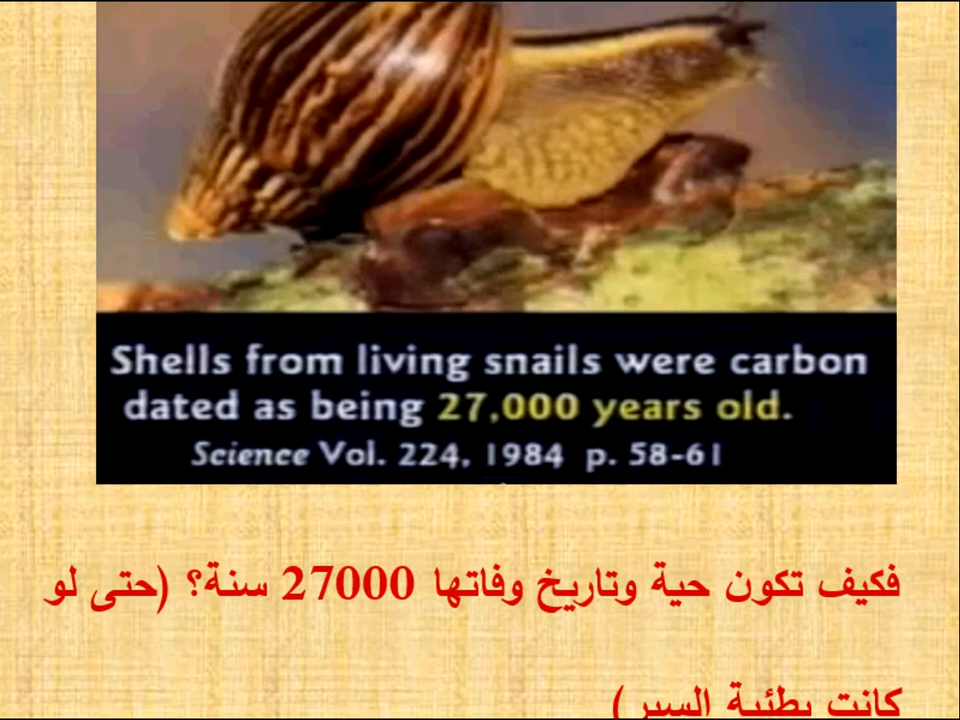 Shells from living snails were carbon
dated as being 27,000 years old.
Science Vol. 224, 1984 p. 58-61
فكيف تكون حية وتاريخ وفاتها 27000 سنة؟ (حتى لو
كانت بطئية السير)